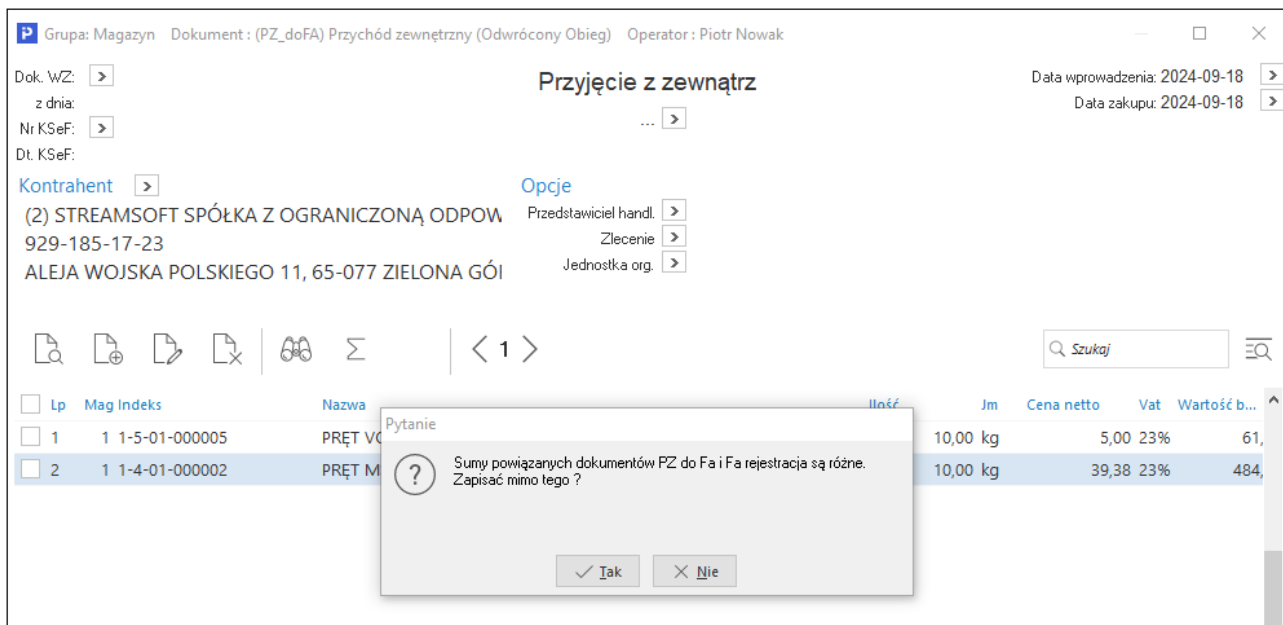 Grupa: Magazyn Dokument : (PZ_doFA) Przychód zewnętrzny (Odwrócony Obieg) Operator : Piotr Nowak
Dok. WZ:
z dnia:
Nr KSeF:
Dt. KSeF:
Przyjęcie z zewnątrz
...
Data wprowadzenia: 2024-09-18
Data zakupu: 2024-09-18
Kontrahent
(2) STREAMSOFT SPÓŁKA Z OGRANICZONĄ ODPOW
929-185-17-23
ALEJA WOJSKA POLSKIEGO 11, 65-077 ZIELONA GÓ
Opcje
Przedstawiciel handl.
Zlecenie
Jednostka org.
1
Szukaj
Lp Mag Indeks Nazwa Ilość Jm Cena netto Vat Wartość b...
1 1 1-5-01-000005 PRĘT 10,00 kg 5,00 23% 61,
2 1 1-4-01-000002 PRĘT M 10,00 kg 39,38 23% 484,
Pytanie
Sumy powiązanych dokumentów PZ do Fa i Fa rejestracja są różne.
Zapisać mimo tego ?
Tak
Nie